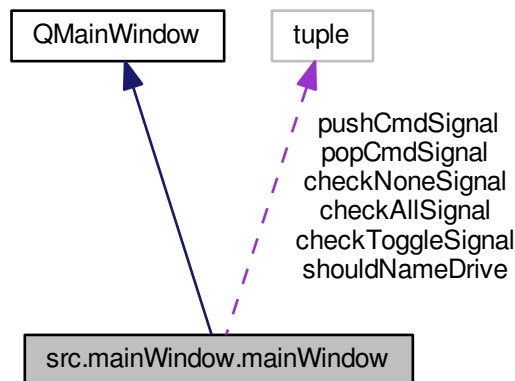 QMainWindow
tuple
pushCmdSignal
popCmdSignal
checkNoneSignal
checkAllSignal
checkToggleSignal
shouldNameDrive
src.mainWindow.mainWindow